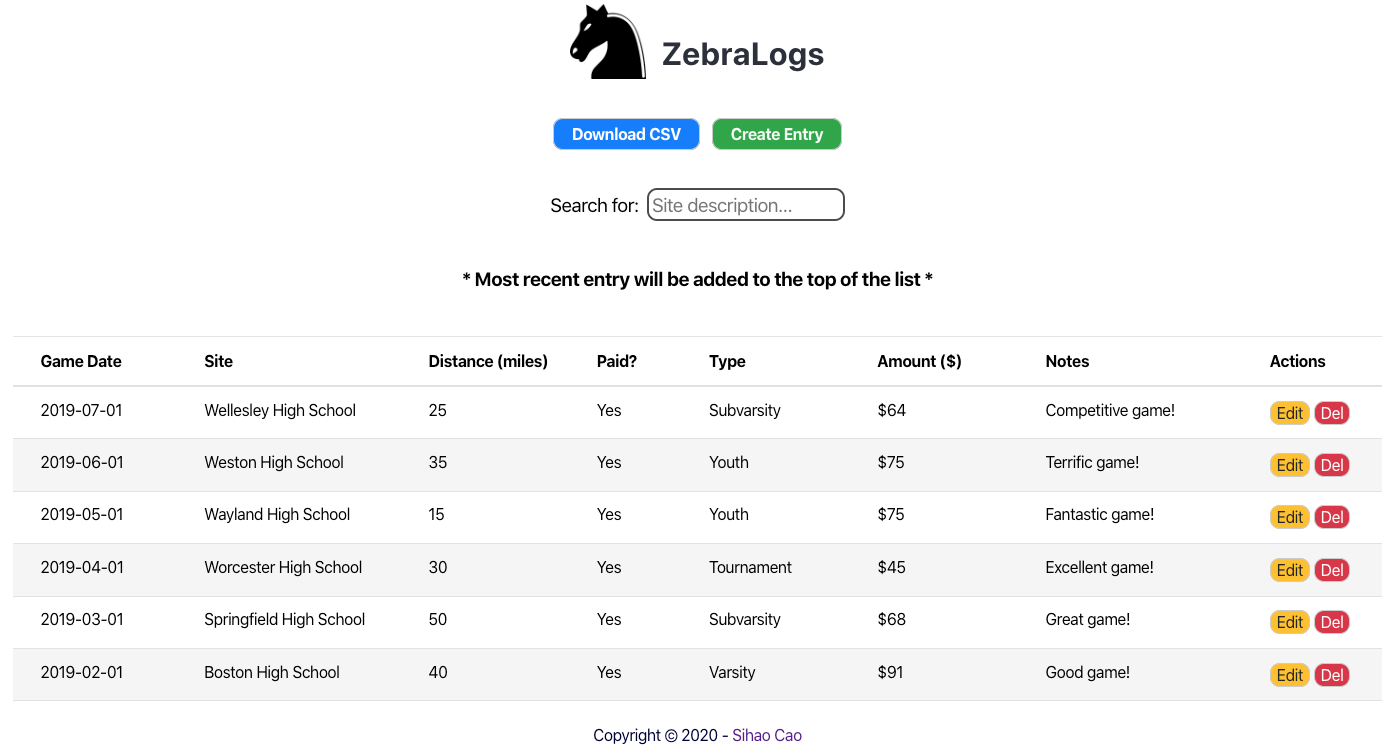 ZebraLogs
Download CSV Create Entry
Search for: Site description...
* Most recent entry will be added to the top of the list *
Game Date Site Distance (miles) Paid? Type Amount ($) Notes Actions
2019-07-01 Wellesley High School 25 Yes Subvarsity $64 Competitive game! Edit Del
2019-06-01 Weston High School 35 Yes Youth $75 Terrific game! Edit Del
2019-05-01 Wayland High School 15 Yes Youth $75 Fantastic game! Edit Del
2019-04-01 Worcester High School 30 Yes Tournament $45 Excellent game! Edit Del
2019-03-01 Springfield High School 50 Yes Subvarsity $68 Great game! Edit Del
2019-02-01 Boston High School 40 Yes Varsity $91 Good game! Edit Del
Copyright © 2020 - Sihao Cao